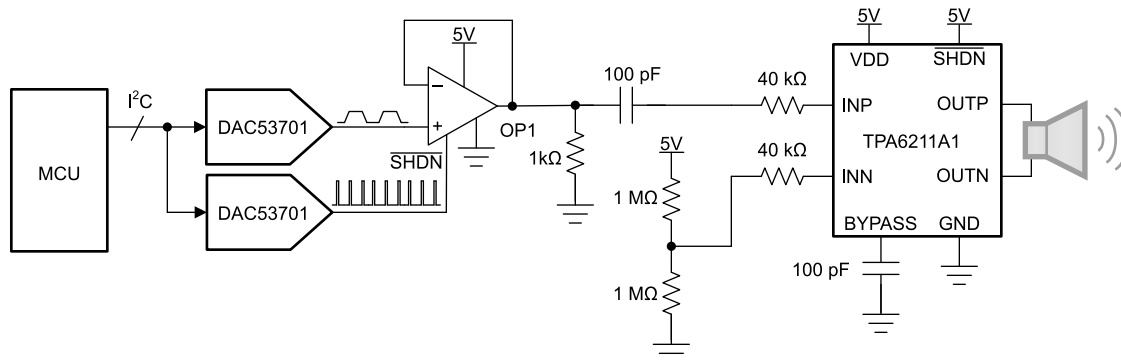 MCU
I²C
DAC53701
DAC53701
5V
−
+
OP1
SHDN
1kΩ
100 pF
40 kΩ
5V
1 MΩ
1 MΩ
40 kΩ
5V
5V
VDD
SHDN
INP
OUTP
TPA6211A1
INN
OUTN
BYPASS
GND
100 pF